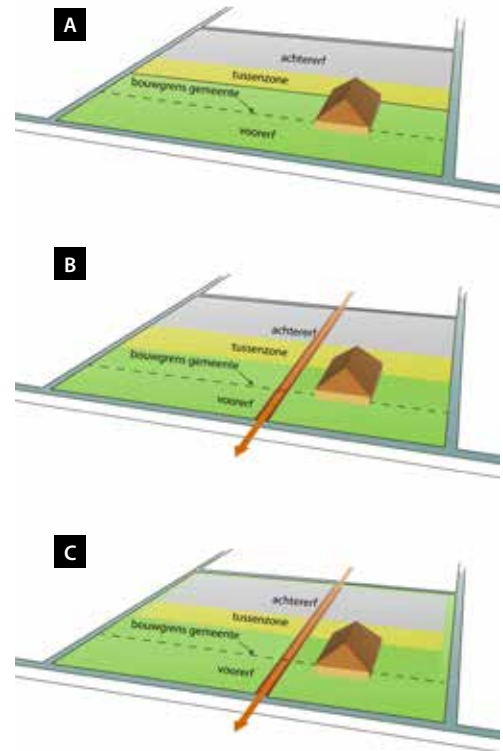 A
achtererf
tussenzone
bouwgrens gemeente
voorerf
B
achtererf
tussenzone
bouwgrens gemeente
voorerf
C
achtererf
tussenzone
bouwgrens gemeente
voorerf